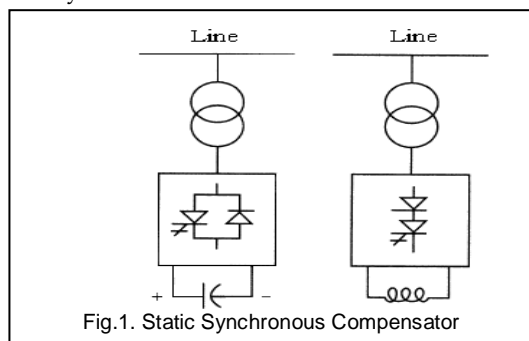 Line Line
+ −
Fig.1. Static Synchronous Compensator